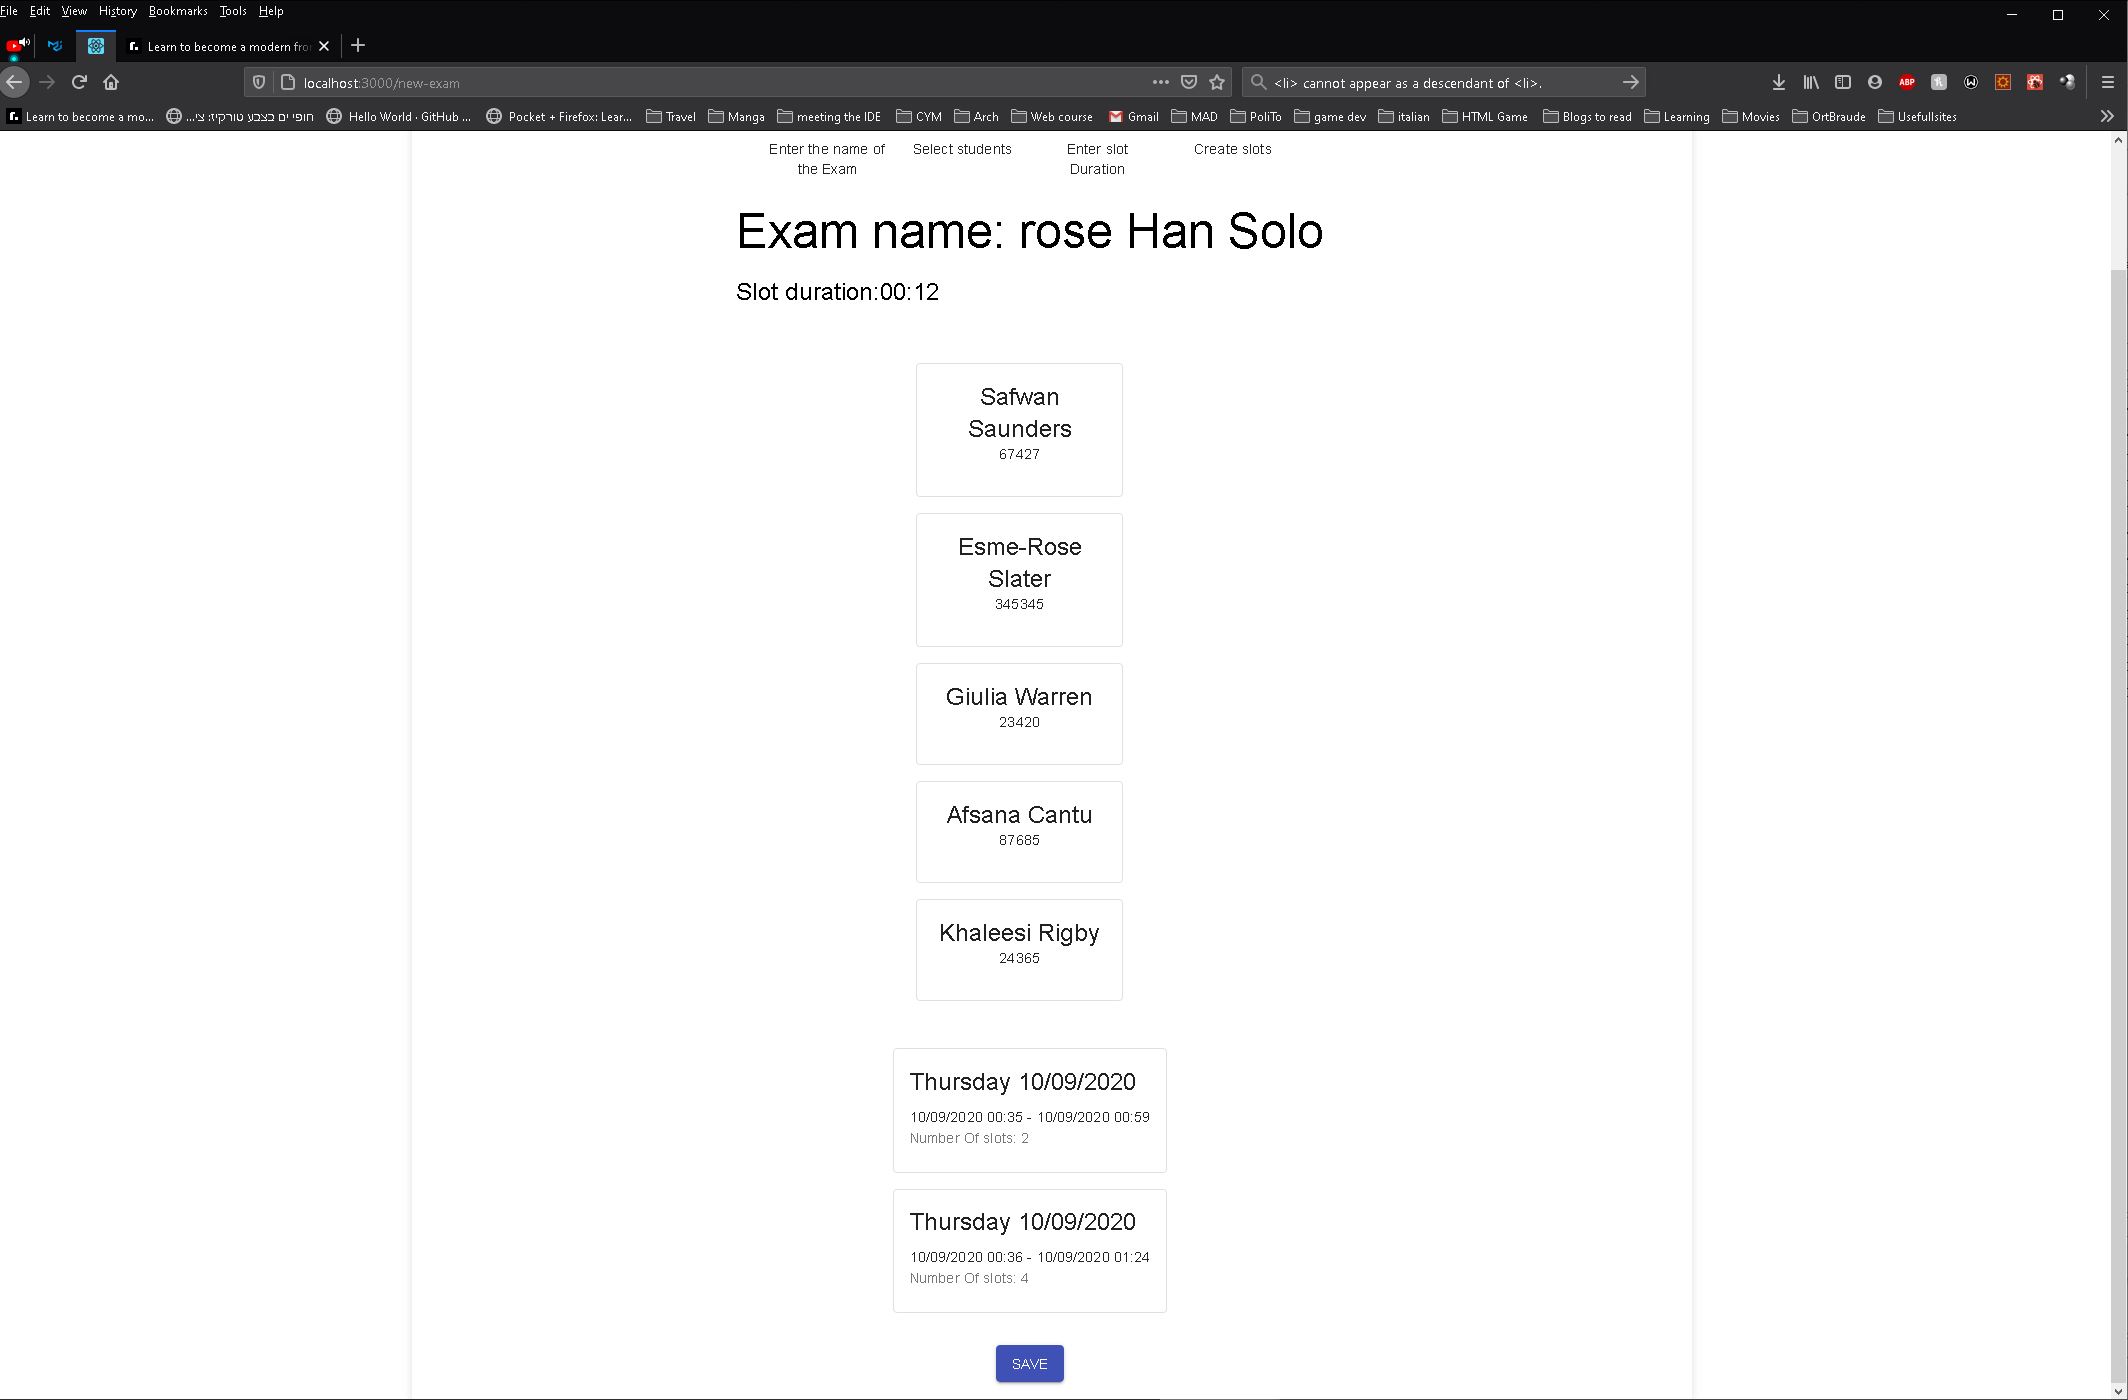 File Edit View History Bookmarks Tools Help
Learn to become a modern fro
localhost:3000/new-exam
<li> cannot appear as a descendant of <li>.
ABP
Learn to become a mo... חופי ים בצבע טורקיז: צי... Hello World · GitHub ... Pocket + Firefox: Lear... Travel Manga meeting the IDE CYM Arch Web course Gmail MAD PoliTo game dev italian HTML Game Blogs to read Learning Movies OrtBraude Usefullsites
Enter the name of
the Exam
Select students
Enter slot
Duration
Create slots
Exam name: rose Han Solo
Slot duration:00:12
Safwan
Saunders
67427
Esme-Rose
Slater
345345
Giulia Warren
23420
Afsana Cantu
87685
Khaleesi Rigby
24365
Thursday 10/09/2020
10/09/2020 00:35 - 10/09/2020 00:59
Number Of slots: 2
Thursday 10/09/2020
10/09/2020 00:36 - 10/09/2020 01:24
Number Of slots: 4
SAVE